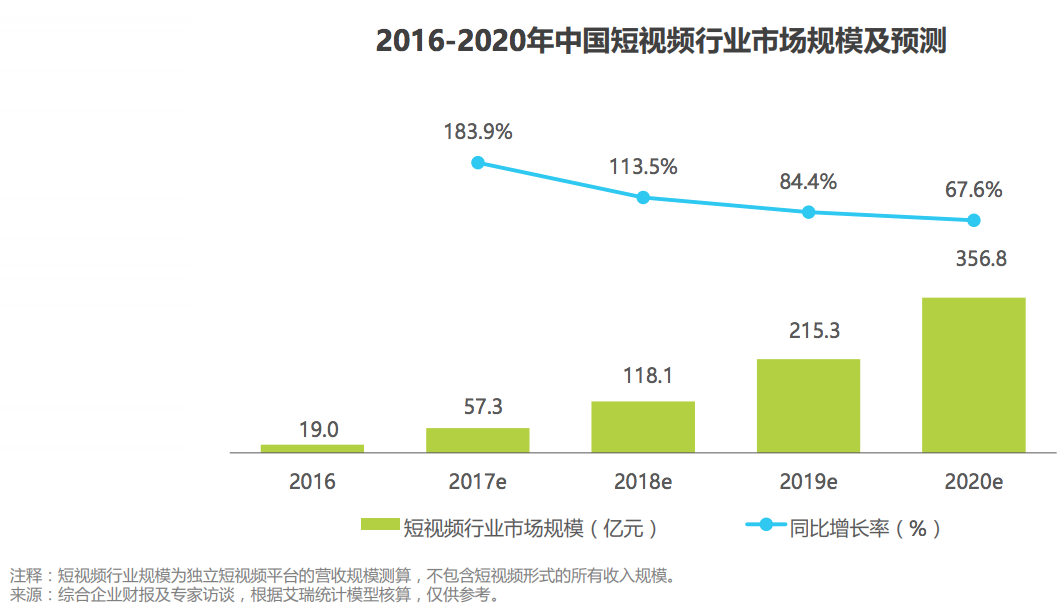 2016-2020年中国短视频行业市场规模及预测
183.9%
113.5%
84.4%
67.6%
356.8
215.3
118.1
57.3
19.0
2016 2017e 2018e 2019e 2020e
短视频行业市场规模（亿元） 同比增长率（%）
注释：短视频行业规模为独立短视频平台的营收规模测算，不包含短视频形式的所有收入规模。
来源：综合企业财报及专家访谈，根据艾瑞统计模型核算，仅供参考。